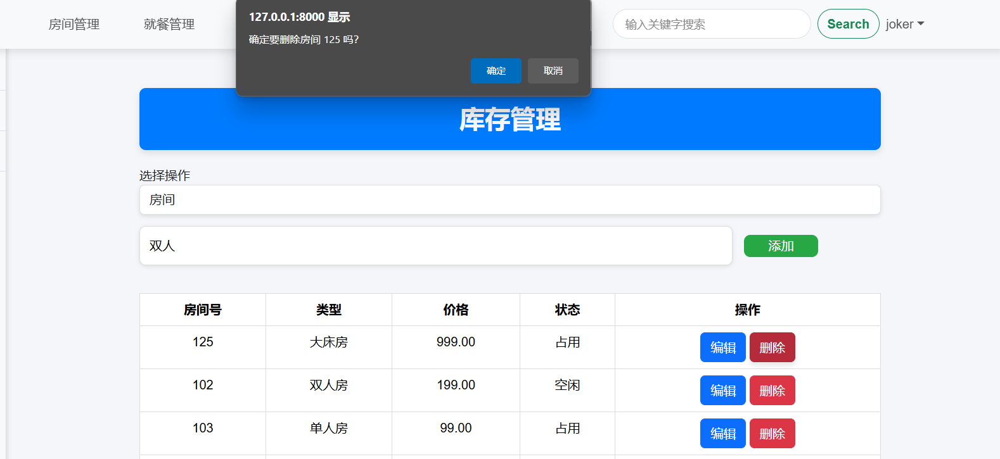 房间管理 就餐管理
127.0.0.1:8000 显示
确定要删除房间 125 吗?
确定 取消
输入关键字搜索 Search joker
库存管理
选择操作
房间
双人 添加
房间号 类型 价格 状态 操作
125 大床房 999.00 占用 编辑 删除
102 双人房 199.00 空闲 编辑 删除
103 单人房 99.00 占用 编辑 删除